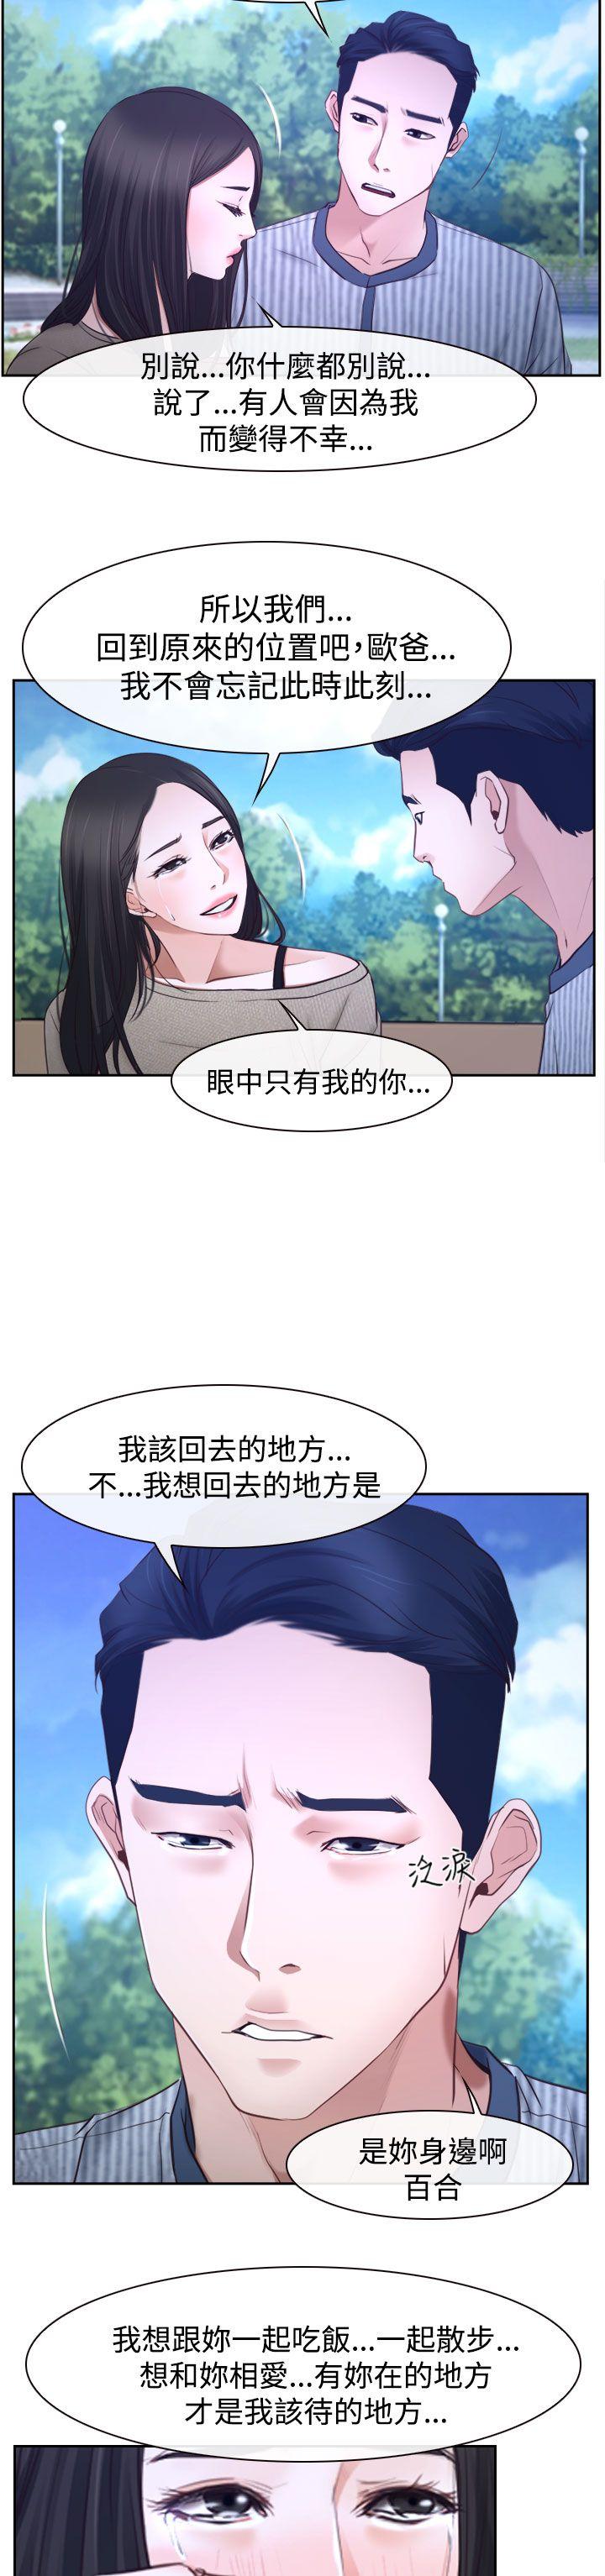 別說...你什麼都別說...
說了...有人會因為我
而變得不幸...
所以我們...
回到原來的位置吧,歐爸...
我不會忘記此時此刻...
眼中只有我的你...
我該回去的地方...
不...我想回去的地方是
泛淚
是妳身邊啊
百合
我想跟妳一起吃飯...一起散步...
想和妳相愛...有妳在的地方
才是我該待的地方...